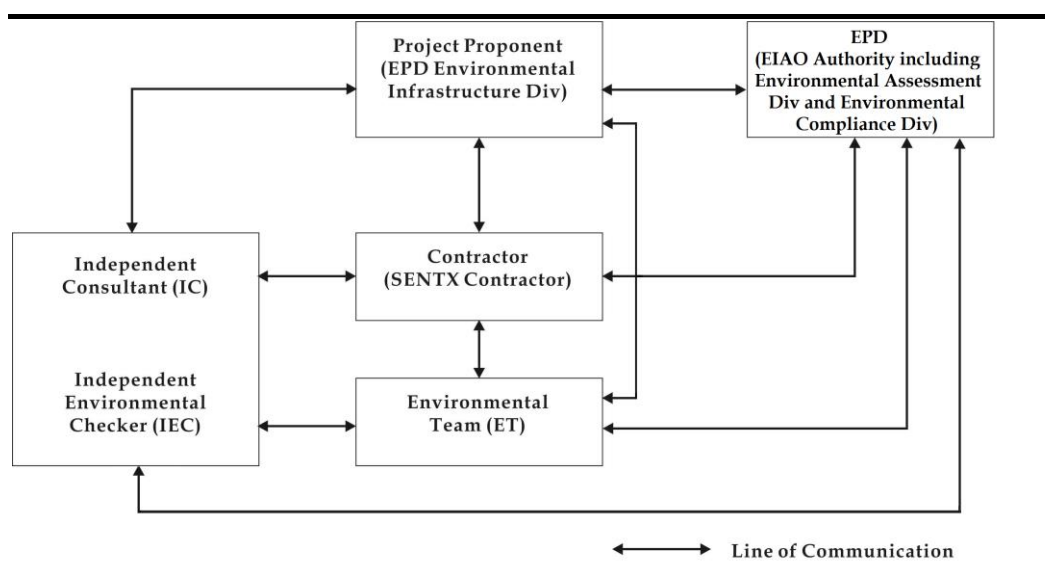 Project Proponent
(EPD Environmental
Infrastructure Div)
EPD
(EIAO Authority including
Environmental Assessment
Div and Environmental
Compliance Div)
Independent
Consultant (IC)
Contractor
(SENTX Contractor)
Independent
Environmental
Checker (IEC)
Environmental
Team (ET)
Line of Communication